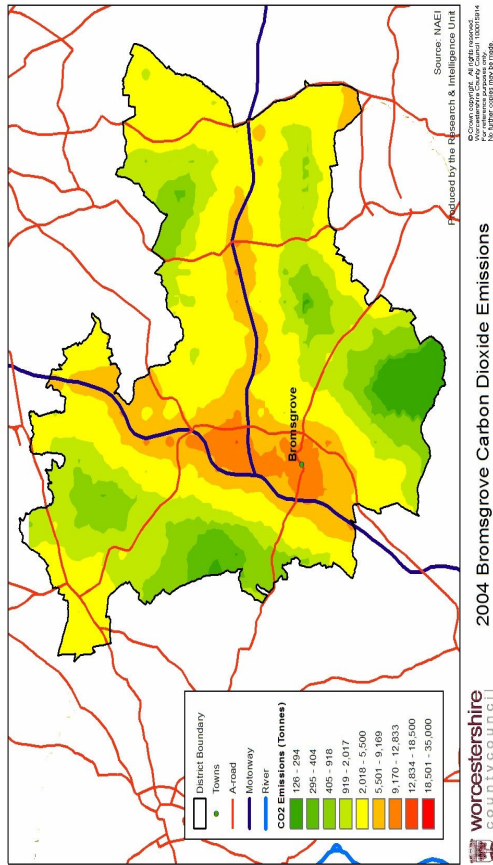 Bromsgrove
Source: NAEI
Produced by the Research & Intelligence Unit
© Crown copyright. All rights reserved.
Worcestershire County Council 100015914
For reference purposes only.
No further copies may be made.
District Boundary
Towns
A-road
Motorway
River
CO2 Emissions (Tonnes)
126 - 294
295 - 404
405 - 918
919 - 2,017
2,018 - 5,500
5,501 - 9,169
9,170 - 12,833
12,834 - 18,500
18,501 - 35,000
worcestershire
countycouncil
2004 Bromsgrove Carbon Dioxide Emissions